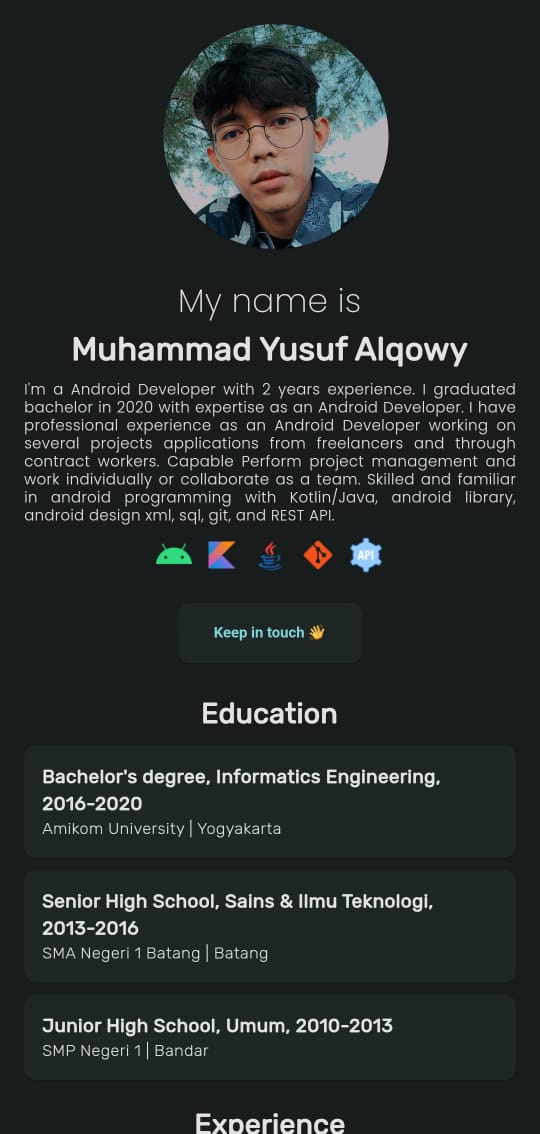 My name is
Muhammad Yusuf Alqowy
I'm a Android Developer with 2 years experience. I graduated
bachelor in 2020 with expertise as an Android Developer. I have
professional experience as an Android Developer working on
several projects applications from freelancers and through
contract workers. Capable Perform project management and
work individually or collaborate as a team. Skilled and familiar
in android programming with Kotlin/Java, android library,
android design xml, sql, git, and REST API.
API
Keep in touch 👋
Education
Bachelor's degree, Informatics Engineering,
2016-2020
Amikom University | Yogyakarta
Senior High School, Sains & Ilmu Teknologi,
2013-2016
SMA Negeri 1 Batang | Batang
Junior High School, Umum, 2010-2013
SMP Negeri 1 | Bandar
Experience